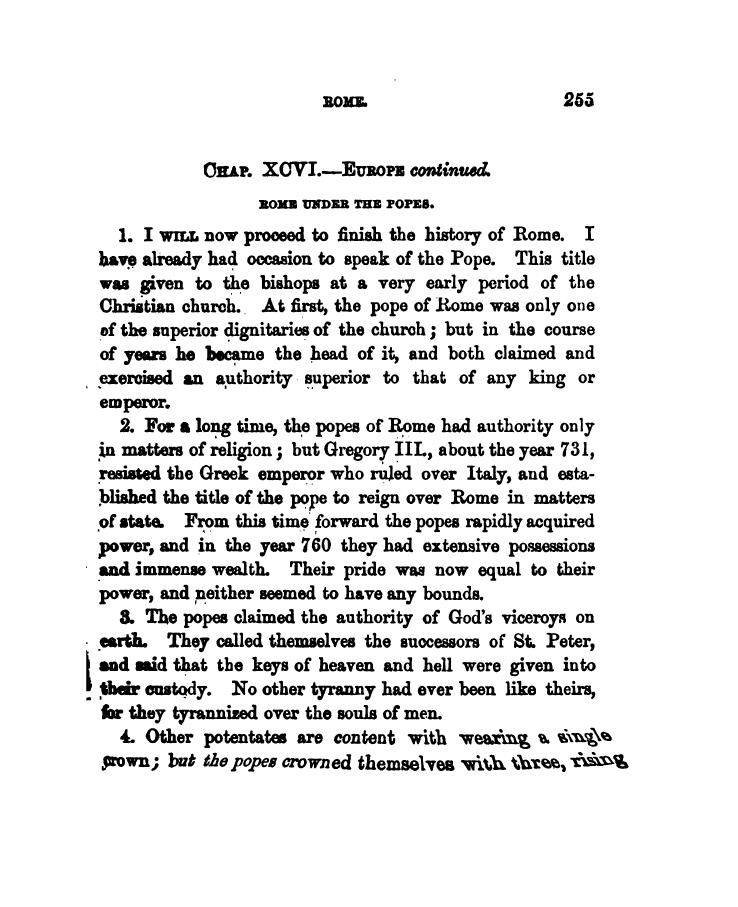 ROME. 255
CHAP. XCVI.—EUROPE continued.
ROME UNDER THE POPES.
1. I WILL now proceed to finish the history of Rome. I
have already had occasion to speak of the Pope. This title
was given to the bishops at a very early period of the
Christian church. At first, the pope of Rome was only one
of the superior dignitaries of the church; but in the course
of years he became the head of it, and both claimed and
exercised an authority superior to that of any king or
emperor.
2. For a long time, the popes of Rome had authority only
in matters of religion; but Gregory III., about the year 731,
resisted the Greek emperor who ruled over Italy, and esta-
blished the title of the pope to reign over Rome in matters
of state. From this time forward the popes rapidly acquired
power, and in the year 760 they had extensive possessions
and immense wealth. Their pride was now equal to their
power, and neither seemed to have any bounds.
3. The popes claimed the authority of God's viceroys on
earth. They called themselves the successors of St. Peter,
and said that the keys of heaven and hell were given into
their custody. No other tyranny had ever been like theirs,
for they tyrannized over the souls of men.
4. Other potentates are content with wearing a single
crown; but the popes crowned themselves with three, rising